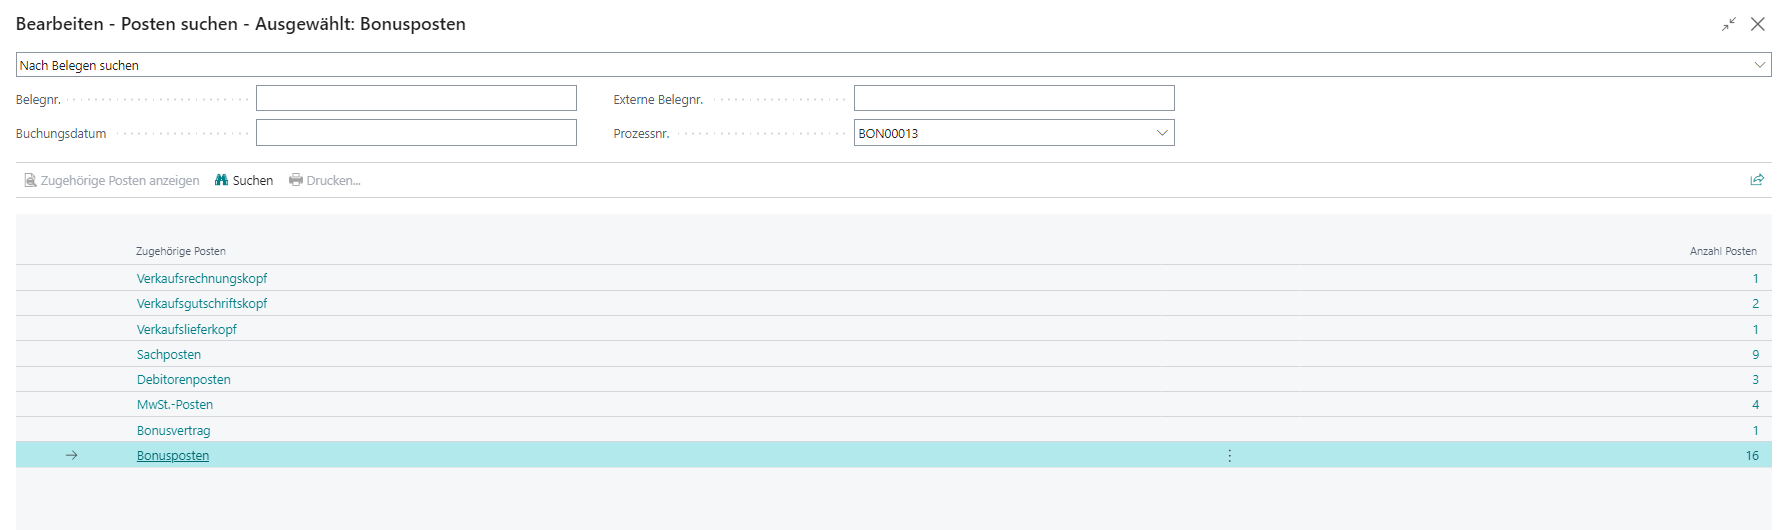 Bearbeiten - Posten suchen - Ausgewählt: Bonusposten
Nach Belegen suchen
Belegnr. Externe Belegnr.
Buchungsdatum Prozessnr. BON00013
Zugehörige Posten anzeigen Suchen Drucken...
Zugehörige Posten Anzahl Posten
Verkaufsrechnungskopf 1
Verkaufsgutschriftskopf 2
Verkaufslieferkopf 1
Sachposten 9
Debitorenposten 3
MwSt.-Posten 4
Bonusvertrag 1
Bonusposten 16